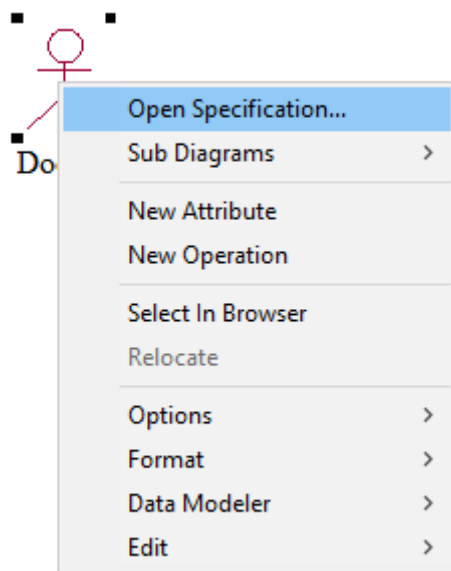 Open Specification...
Do
Sub Diagrams
New Attribute
New Operation
Select In Browser
Relocate
Options
Format
Data Modeler
Edit